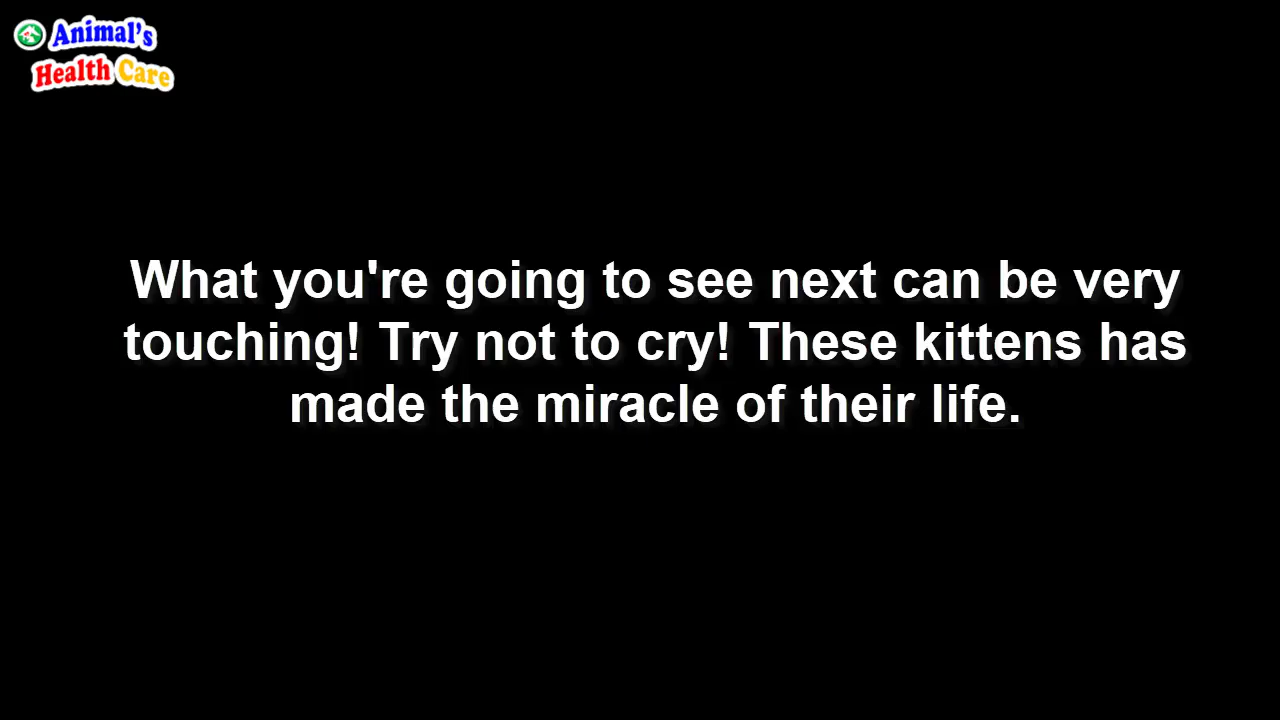 Animal's
Health Care
What you're going to see next can be very
touching! Try not to cry! These kittens has
made the miracle of their life.